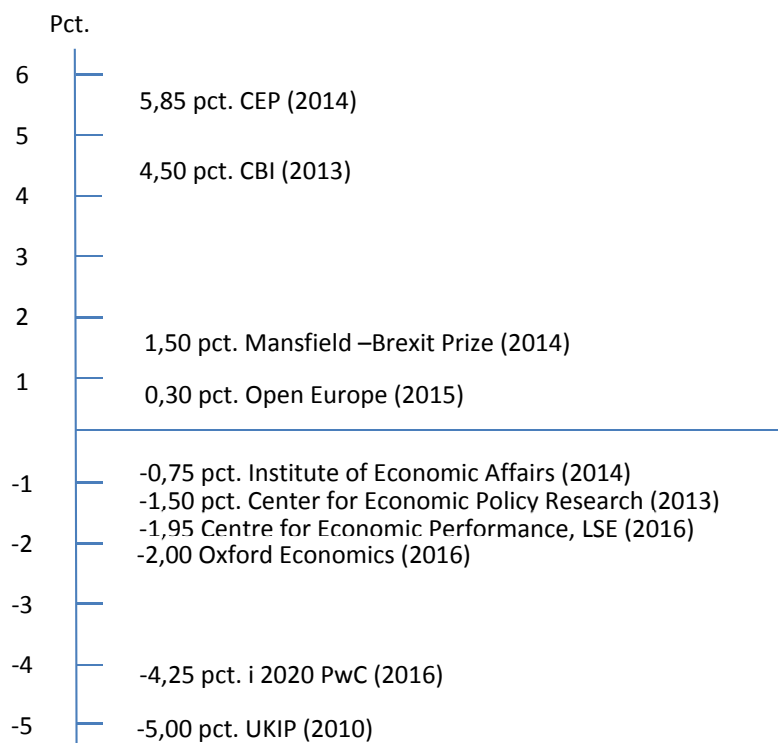 Pct.
6
5,85 pct. CEP (2014)
5
4,50 pct. CBI (2013)
4
3
2
1,50 pct. Mansfield –Brexit Prize (2014)
1
0,30 pct. Open Europe (2015)
-0,75 pct. Institute of Economic Affairs (2014)
-1
-1,50 pct. Center for Economic Policy Research (2013)
-1,95 Centre for Economic Performance, LSE (2016)
-2
-2,00 Oxford Economics (2016)
-3
-4
-4,25 pct. i 2020 PwC (2016)
-5
-5,00 pct. UKIP (2010)